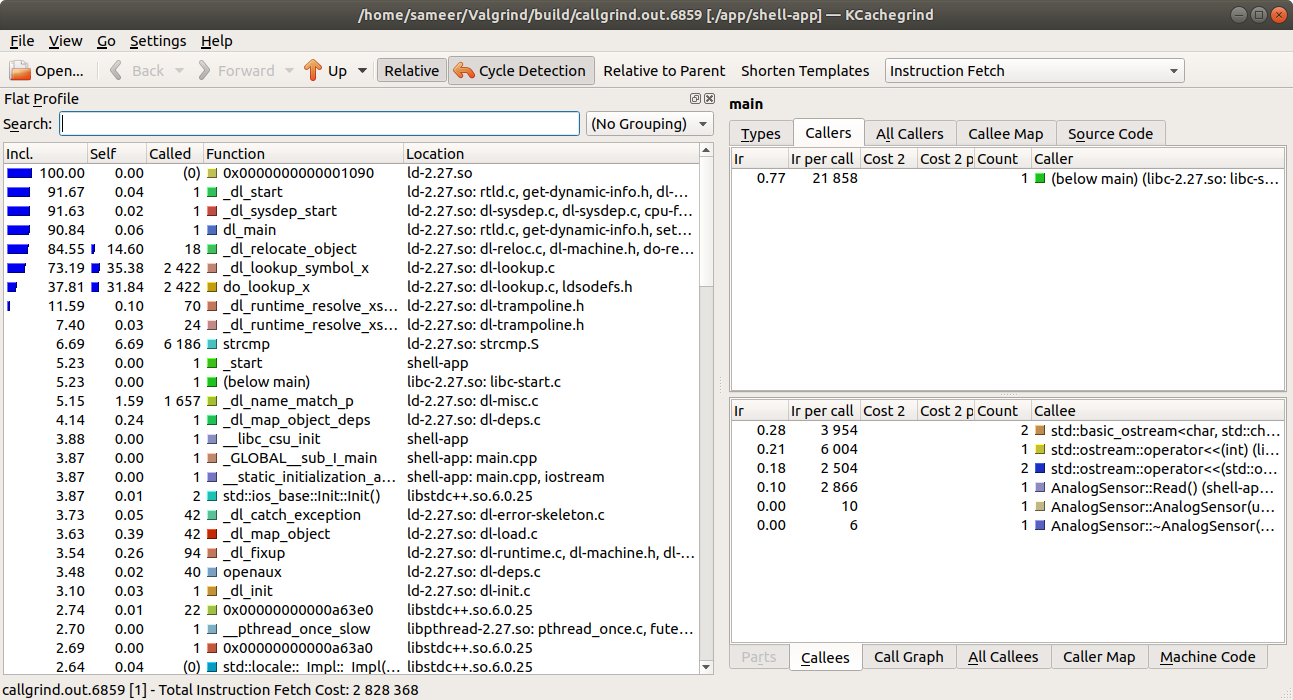 /home/sameer/Valgrind/build/callgrind.out.6859 [./app/shell-app] — KCachegrind
File View Go Settings Help
Open... Back Forward Up Relative Cycle Detection Relative to Parent Shorten Templates Instruction Fetch
Flat Profile
Search: (No Grouping)
Incl. Self Called Function Location
100.00 0.00 (0) 0x0000000000001090 ld-2.27.so
91.67 0.04 1 _dl_start ld-2.27.so: rtld.c, get-dynamic-info.h, dl-...
91.63 0.02 1 _dl_sysdep_start ld-2.27.so: dl-sysdep.c, dl-sysdep.c, cpu-f...
90.84 0.06 1 dl_main ld-2.27.so: rtld.c, get-dynamic-info.h, set...
84.55 14.60 18 _dl_relocate_object ld-2.27.so: dl-reloc.c, dl-machine.h, do-re...
73.19 35.38 2 422 _dl_lookup_symbol_x ld-2.27.so: dl-lookup.c
37.81 31.84 2 422 do_lookup_x ld-2.27.so: dl-lookup.c, ldsodefs.h
11.59 0.10 70 _dl_runtime_resolve_xs... ld-2.27.so: dl-trampoline.h
7.40 0.03 24 _dl_runtime_resolve_xs... ld-2.27.so: dl-trampoline.h
6.69 6.69 6 186 strcmp ld-2.27.so: strcmp.S
5.23 0.00 1 _start shell-app
5.23 0.00 1 (below main) libc-2.27.so: libc-start.c
5.15 1.59 1 657 _dl_name_match_p ld-2.27.so: dl-misc.c
4.14 0.24 1 _dl_map_object_deps ld-2.27.so: dl-deps.c
3.88 0.00 1 __libc_csu_init shell-app
3.87 0.00 1 _GLOBAL__sub_I_main shell-app: main.cpp
3.87 0.00 1 __static_initialization_a... shell-app: main.cpp, iostream
3.87 0.01 2 std::ios_base::Init::Init() libstdc++.so.6.0.25
3.73 0.05 42 _dl_catch_exception ld-2.27.so: dl-error-skeleton.c
3.63 0.39 42 _dl_map_object ld-2.27.so: dl-load.c
3.54 0.26 94 _dl_fixup ld-2.27.so: dl-runtime.c, dl-machine.h, dl-...
3.48 0.02 40 openaux ld-2.27.so: dl-deps.c
3.10 0.03 1 _dl_init ld-2.27.so: dl-init.c
2.74 0.01 22 0x00000000000a63e0 libstdc++.so.6.0.25
2.70 0.00 1 __pthread_once_slow libpthread-2.27.so: pthread_once.c, fute...
2.69 0.00 1 0x00000000000a63a0 libstdc++.so.6.0.25
2.64 0.04 (0) std::locale::_Impl::_Impl(... libstdc++.so.6.0.25
main
Types Callers All Callers Callee Map Source Code
Ir Ir per call Cost 2 Cost 2 p Count Caller
0.77 21 858 1 (below main) (libc-2.27.so: libc-s...
Ir Ir per call Cost 2 Cost 2 p Count Callee
0.28 3 954 2 std::basic_ostream<char, std::ch...
0.21 6 004 1 std::ostream::operator<<(int) (li...
0.18 2 504 2 std::ostream::operator<<(std::o...
0.10 2 866 1 AnalogSensor::Read() (shell-ap...
0.00 10 1 AnalogSensor::AnalogSensor(u...
0.00 6 1 AnalogSensor::~AnalogSensor(...
Parts Callees Call Graph All Callees Caller Map Machine Code
callgrind.out.6859 [1] - Total Instruction Fetch Cost: 2 828 368